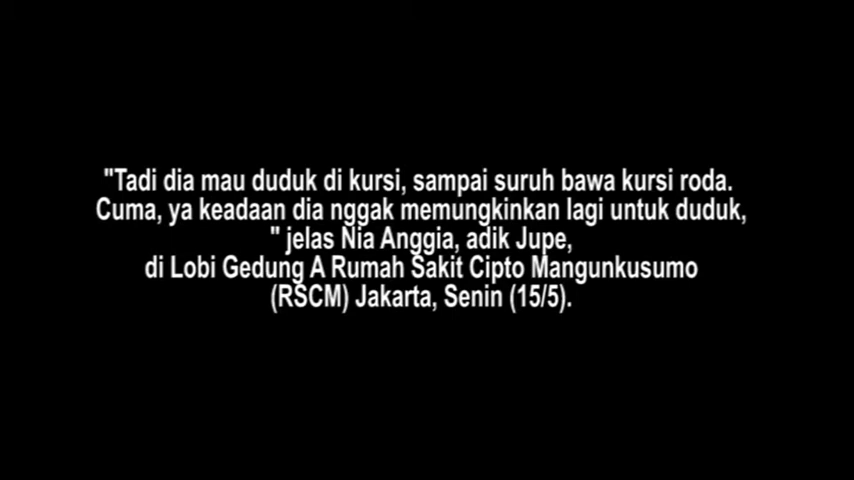 "Tadi dia mau duduk di kursi, sampai suruh bawa kursi roda.
Cuma, ya keadaan dia nggak memungkinkan lagi untuk duduk,
" jelas Nia Anggia, adik Jupe,
di Lobi Gedung A Rumah Sakit Cipto Mangunkusumo
(RSCM) Jakarta, Senin (15/5).